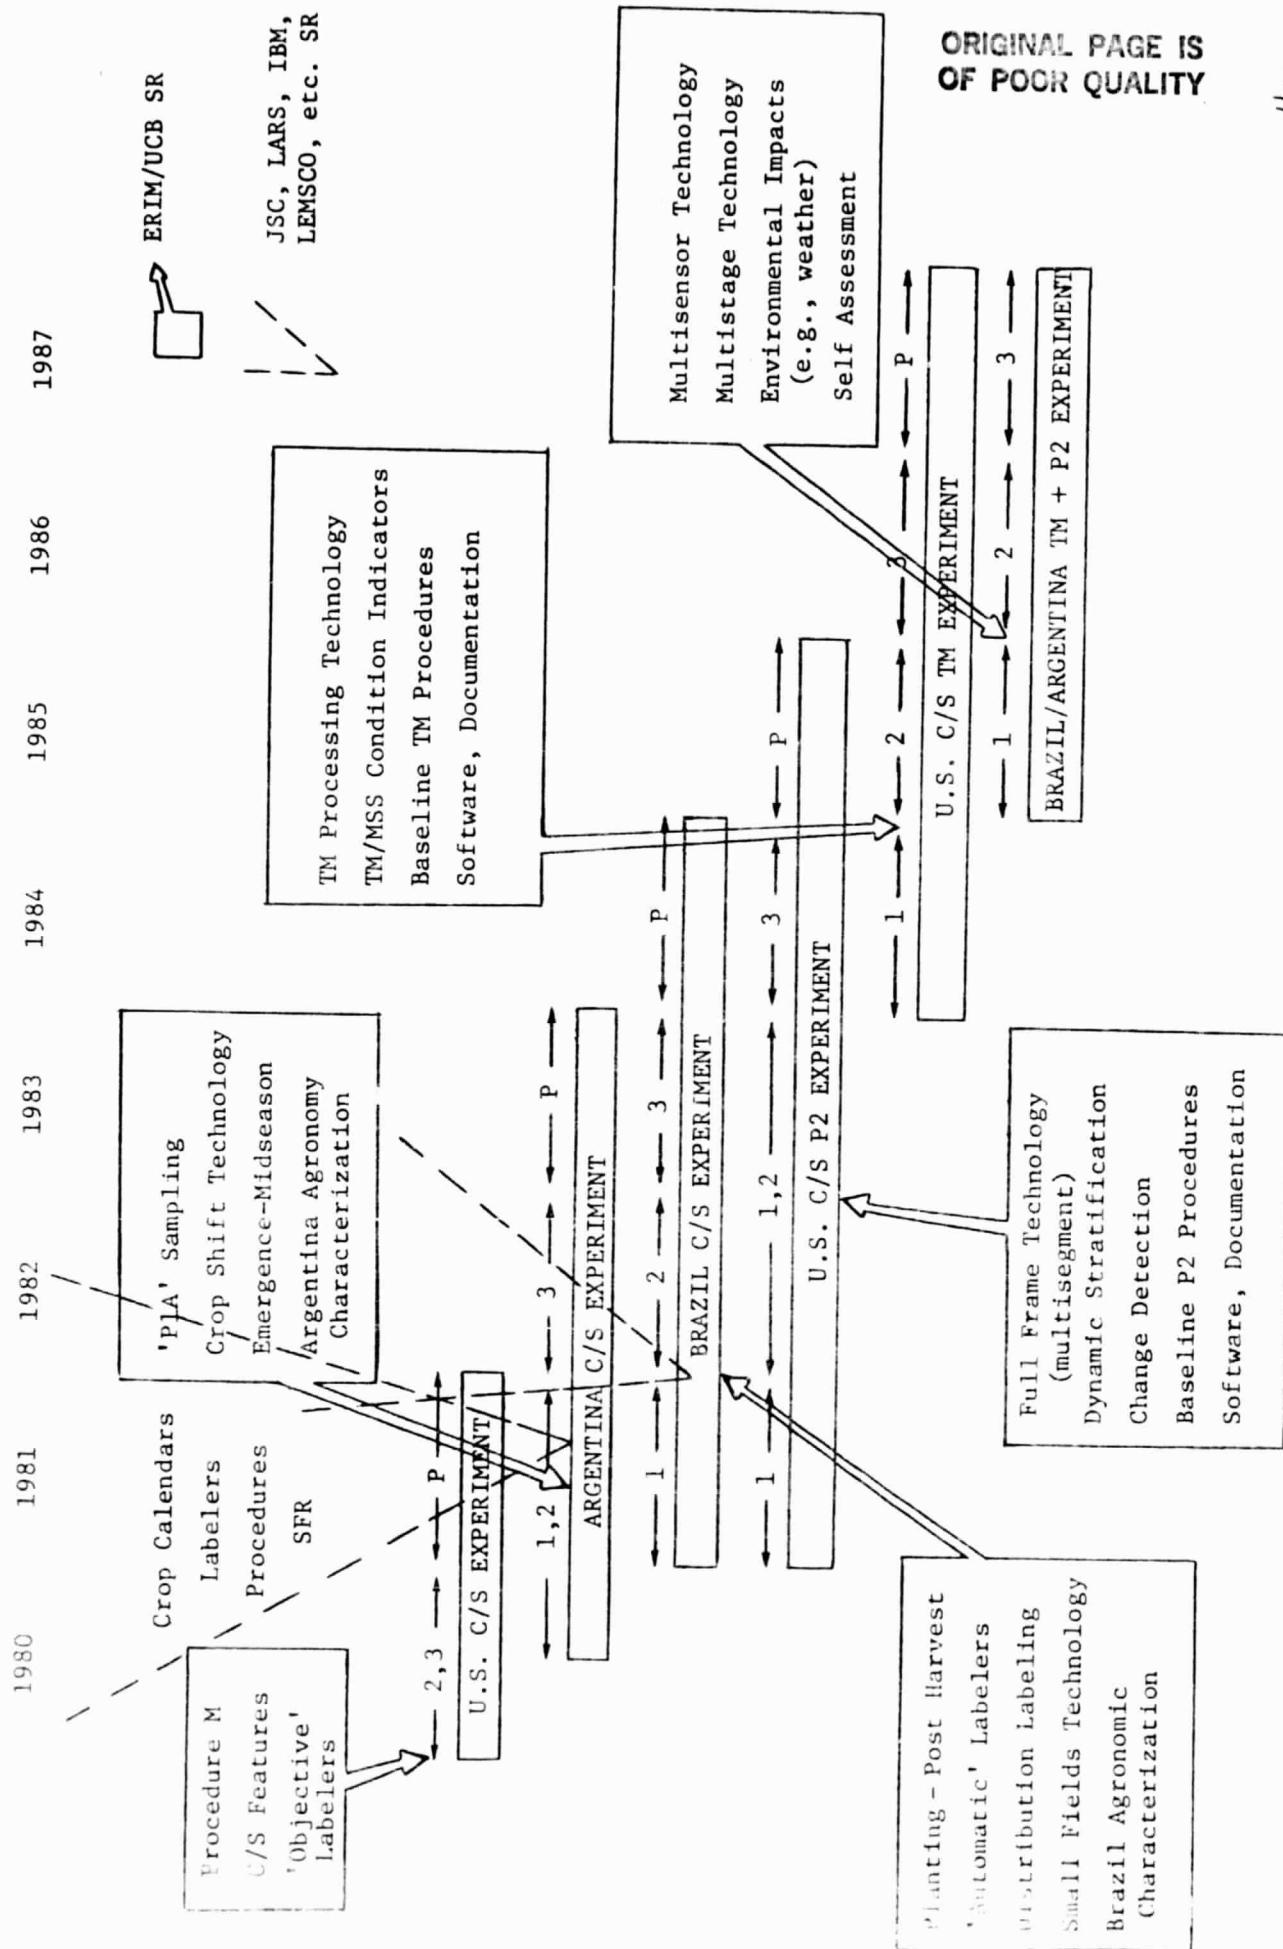 ORIGINAL PAGE IS
OF POOR QUALITY
1980
1981
1982
1983
1984
1985
1986
1987
ERIM/UCB SR
JSC, LARS, IBM,
LEMSCO, etc. SR
Procedure M
C/S Features
'Objective'
Labelers
Crop Calendars
Labelers
Procedures
SFR
'P1A' Sampling
Crop Shift Technology
Emergence-Midseason
Argentina Agronomy
Characterization
TM Processing Technology
TM/MSS Condition Indicators
Baseline TM Procedures
Software, Documentation
Multisensor Technology
Multistage Technology
Environmental Impacts
(e.g., weather)
Self Assessment
2,3 P
U.S. C/S EXPERIMENT
1,2 3 P
ARGENTINA C/S EXPERIMENT
1 2 3 P
BRAZIL C/S EXPERIMENT
1 1,2 3 P
U.S. C/S P2 EXPERIMENT
1 2 3 P
U.S. C/S TM EXPERIMENT
1 2 3
BRAZIL/ARGENTINA TM + P2 EXPERIMENT
Planting-Post Harvest
'Automatic' Labelers
Distribution Labeling
Small Fields Technology
Brazil Agronomic
Characterization
Full Frame Technology
(multisegment)
Dynamic Stratification
Change Detection
Baseline P2 Procedures
Software, Documentation